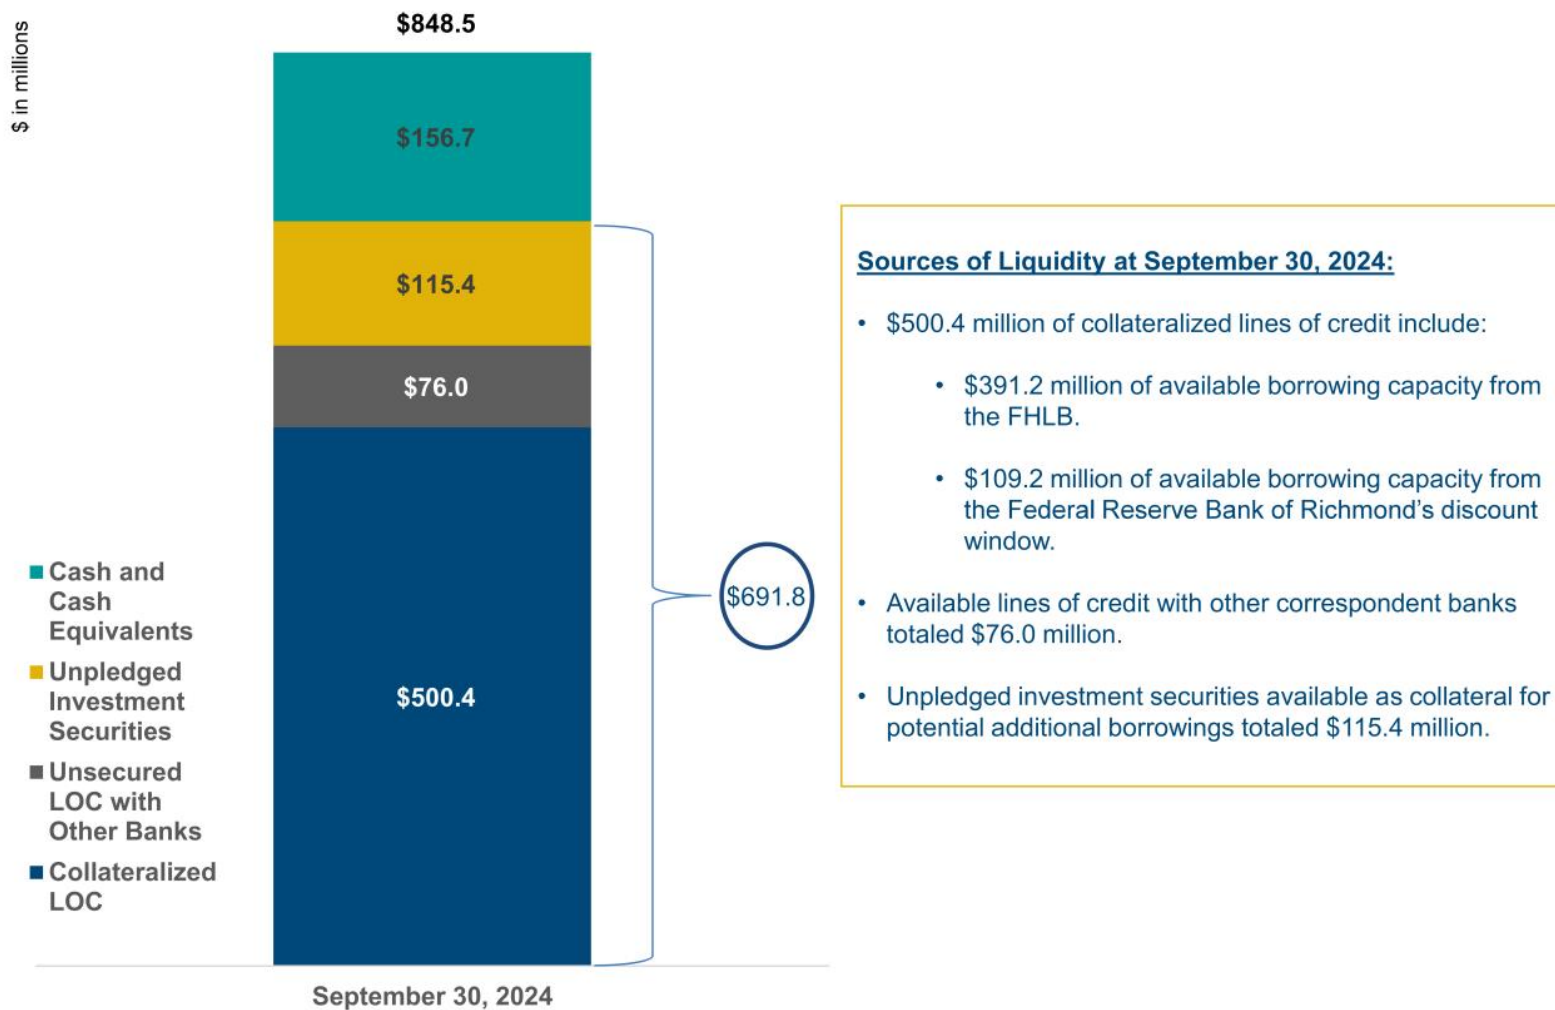 $ in millions
$848.5
$156.7
$115.4
$76.0
$500.4
$691.8
September 30, 2024
Cash and
Cash
Equivalents
Unpledged
Investment
Securities
Unsecured
LOC with
Other Banks
Collateralized
LOC
Sources of Liquidity at September 30, 2024:
• $500.4 million of collateralized lines of credit include:
• $391.2 million of available borrowing capacity from
the FHLB.
• $109.2 million of available borrowing capacity from
the Federal Reserve Bank of Richmond’s discount
window.
• Available lines of credit with other correspondent banks
totaled $76.0 million.
• Unpledged investment securities available as collateral for
potential additional borrowings totaled $115.4 million.